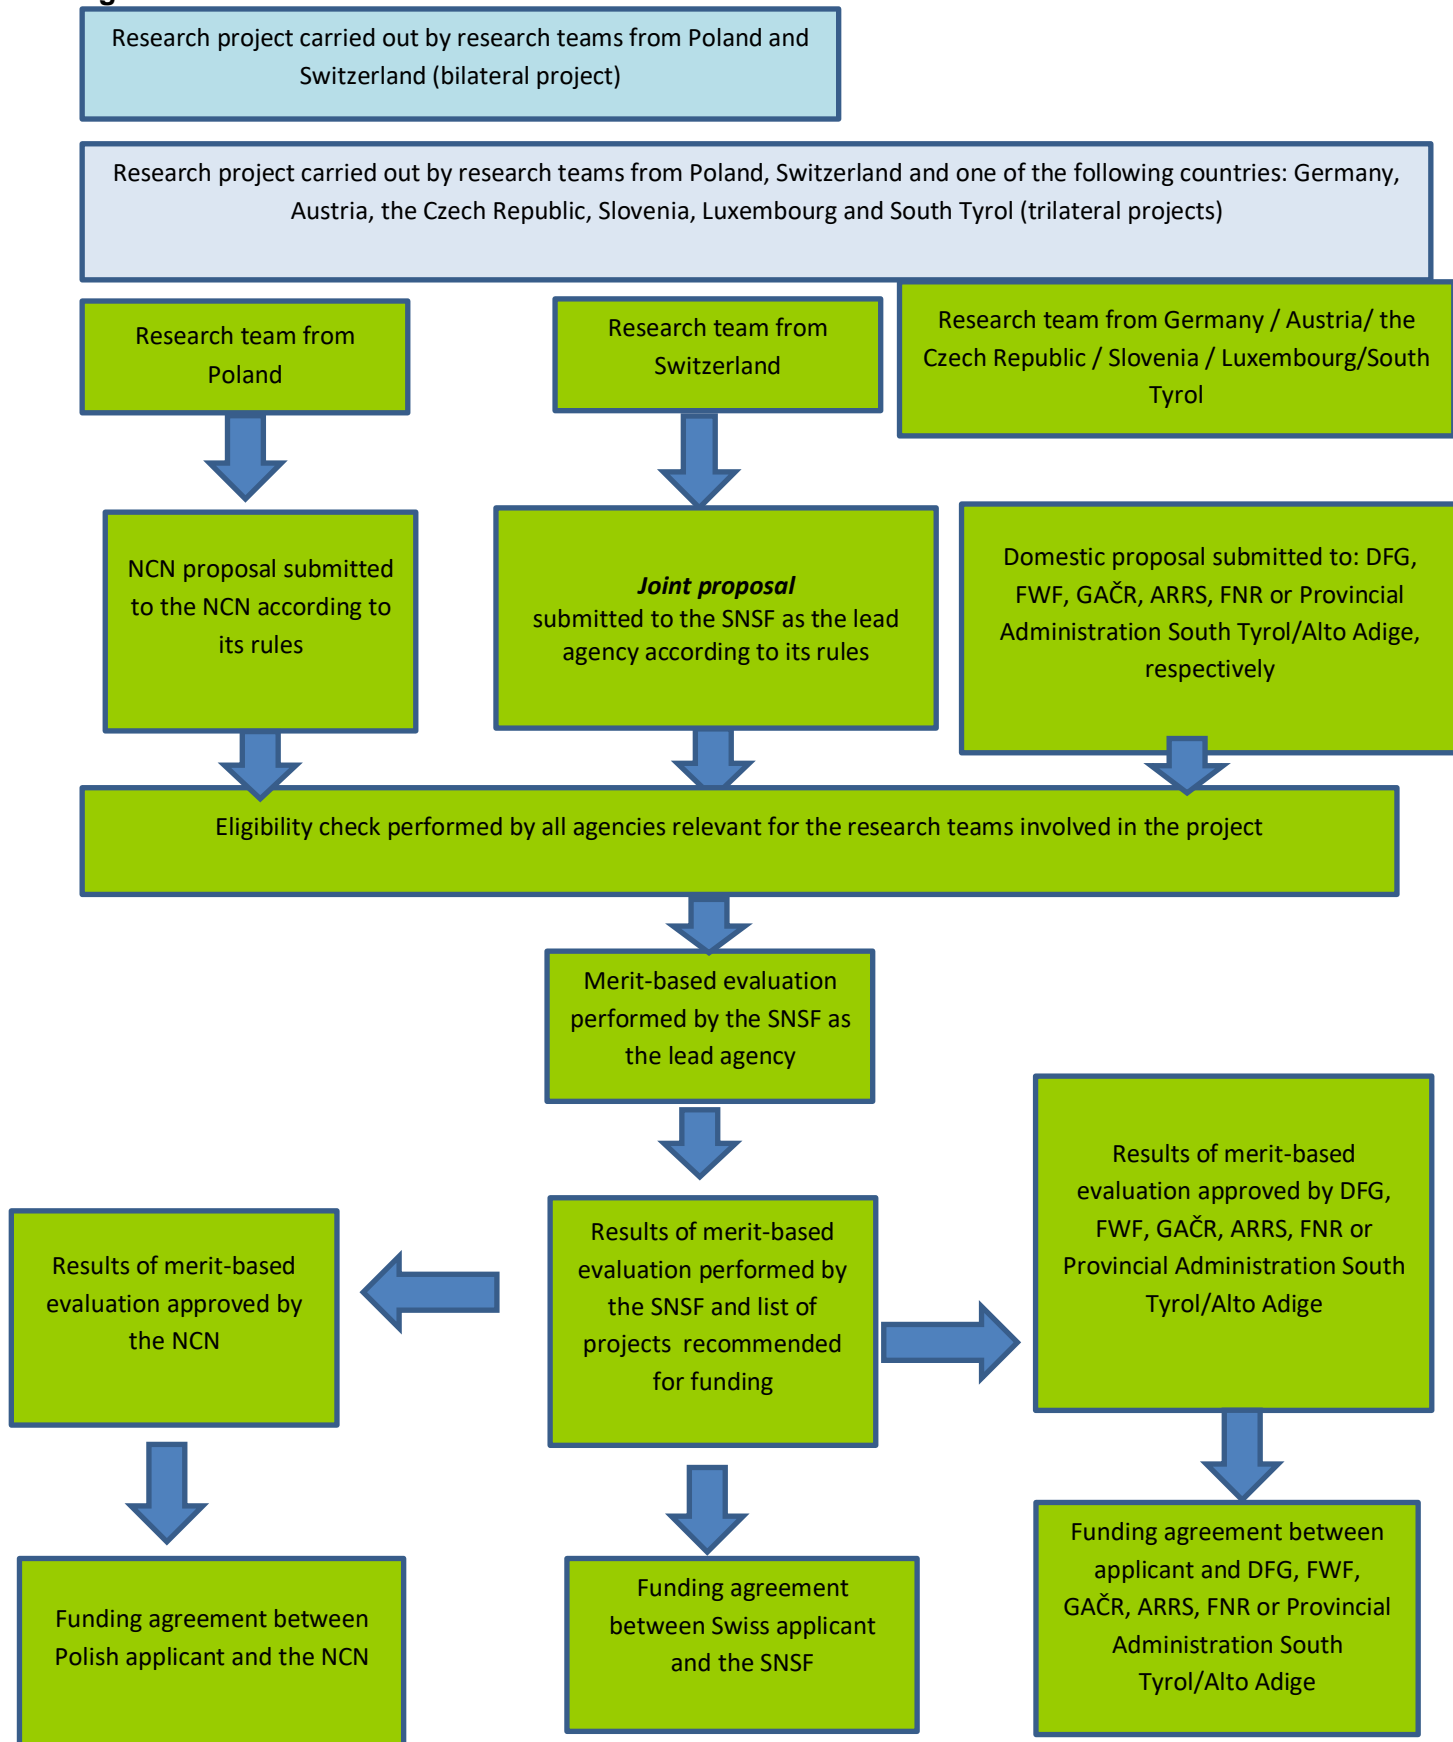 Research project carried out by research teams from Poland and
Switzerland (bilateral project)
Research project carried out by research teams from Poland, Switzerland and one of the following countries: Germany,
Austria, the Czech Republic, Slovenia, Luxembourg and South Tyrol (trilateral projects)
Research team from
Poland
Research team from
Switzerland
Research team from Germany / Austria/ the
Czech Republic / Slovenia / Luxembourg/South
Tyrol
NCN proposal submitted
to the NCN according to
its rules
Joint proposal
submitted to the SNSF as the lead
agency according to its rules
Domestic proposal submitted to: DFG,
FWF, GAČR, ARRS, FNR or Provincial
Administration South Tyrol/Alto Adige,
respectively
Eligibility check performed by all agencies relevant for the research teams involved in the project
Merit-based evaluation
performed by the SNSF as
the lead agency
Results of merit-based
evaluation approved by
the NCN
Results of merit-based
evaluation performed by
the SNSF and list of
projects recommended
for funding
Results of merit-based
evaluation approved by DFG,
FWF, GAČR, ARRS, FNR or
Provincial Administration South
Tyrol/Alto Adige
Funding agreement between
Polish applicant and the NCN
Funding agreement
between Swiss applicant
and the SNSF
Funding agreement between
applicant and DFG, FWF,
GAČR, ARRS, FNR or Provincial
Administration South
Tyrol/Alto Adige